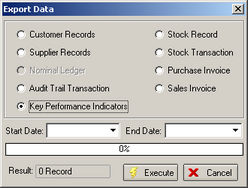 Export Data
Customer Records
Stock Record
Supplier Records
Stock Transaction
Nominal Ledger
Purchase Invoice
Audit Trail Transaction
Sales Invoice
Key Performance Indicators
Start Date:
End Date:
0%
Result: 0 Record
Execute
Cancel